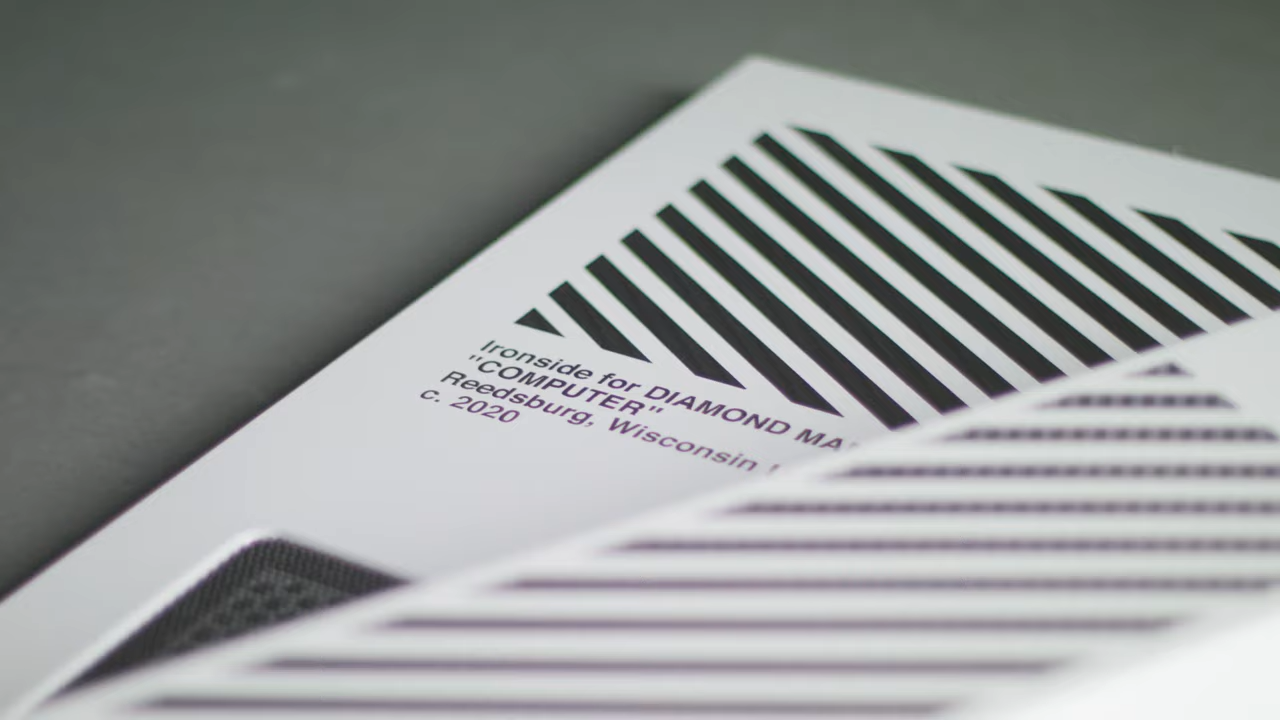 Ironside for DIAMOND
"COMPUTER"
Reedsburg, Wisconsin
c. 2020